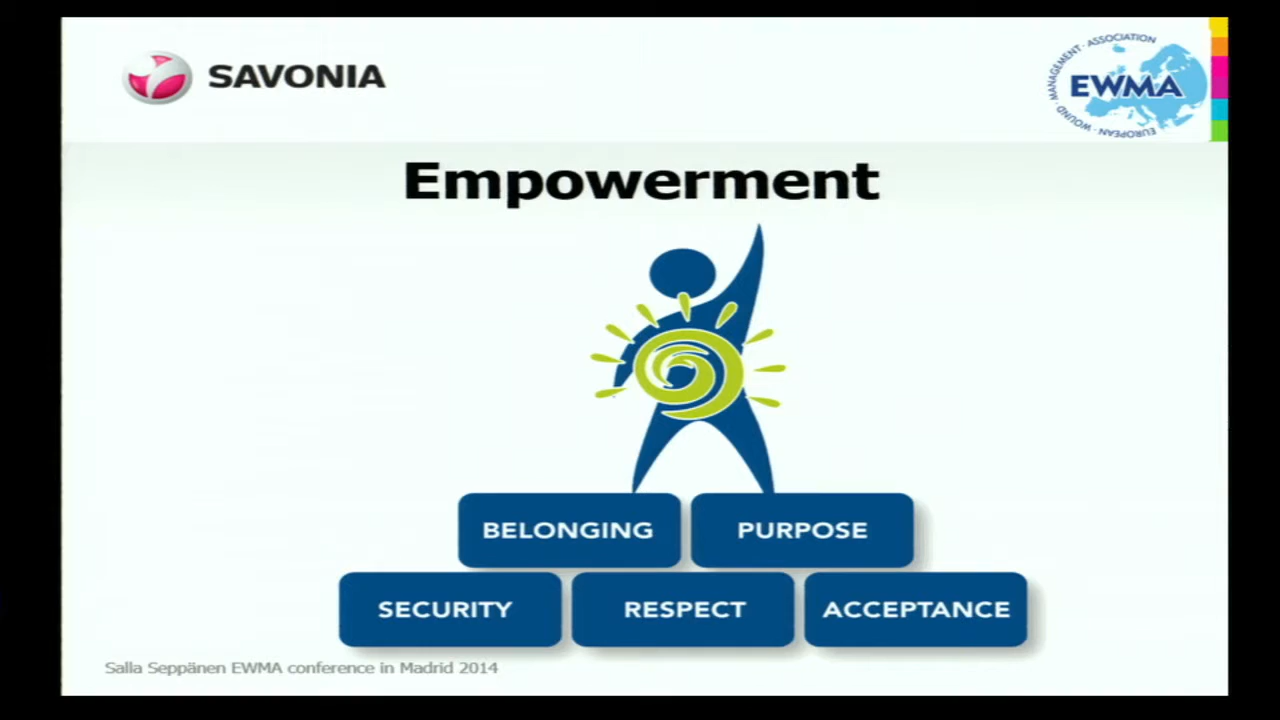 SAVONIA
EUROPEAN · WOUND · MANAGEMENT · ASSOCIATION
EWMA
Empowerment
BELONGING PURPOSE
SECURITY RESPECT ACCEPTANCE
Salla Seppänen EWMA conference in Madrid 2014